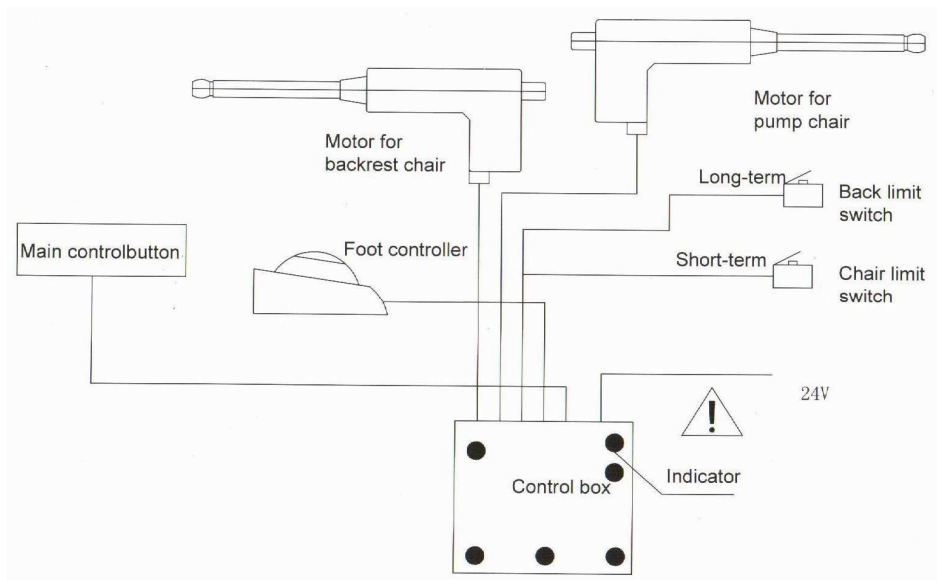 Motor for
pump chair
Motor for
backrest chair
Long-term
Back limit
switch
Main controlbutton
Foot controller
Short-term
Chair limit
switch
24V
!
Indicator
Control box